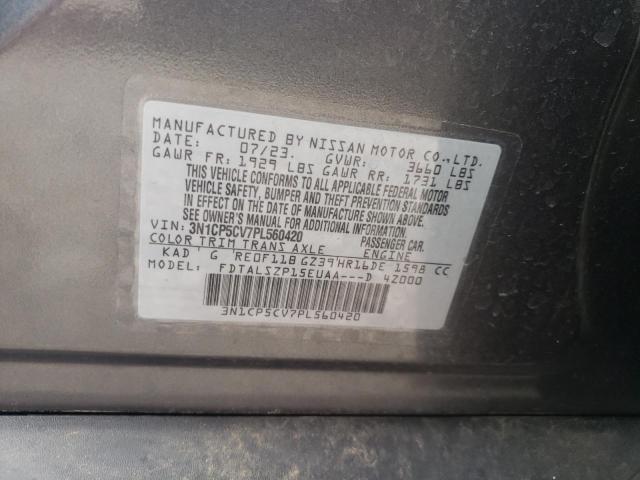 MANUFACTURED BY NISSAN MOTOR CO.,LTD.
DATE: 07/23. GVWR: 3660 LBS
GAWR FR: 1929 LBS GAWR RR: 1731 LBS
THIS VEHICLE CONFORMS TO ALL APPLICABLE FEDERAL MOTOR
VEHICLE SAFETY, BUMPER AND THEFT PREVENTION STANDARDS
IN EFFECT ON THE DATE OF MANUFACTURE SHOWN ABOVE.
SEE OWNER'S MANUAL FOR ADDITIONAL INFORMATION.
VIN: 3N1CP5CV7PL560420 PASSENGER CAR.
COLOR TRIM TRANS AXLE ENGINE
KAD G RE0F11B GZ39 HR16DE 1598 CC
MODEL: FDTALSZP15EUAA---D 4Z000
3N1CP5CV7PL560420